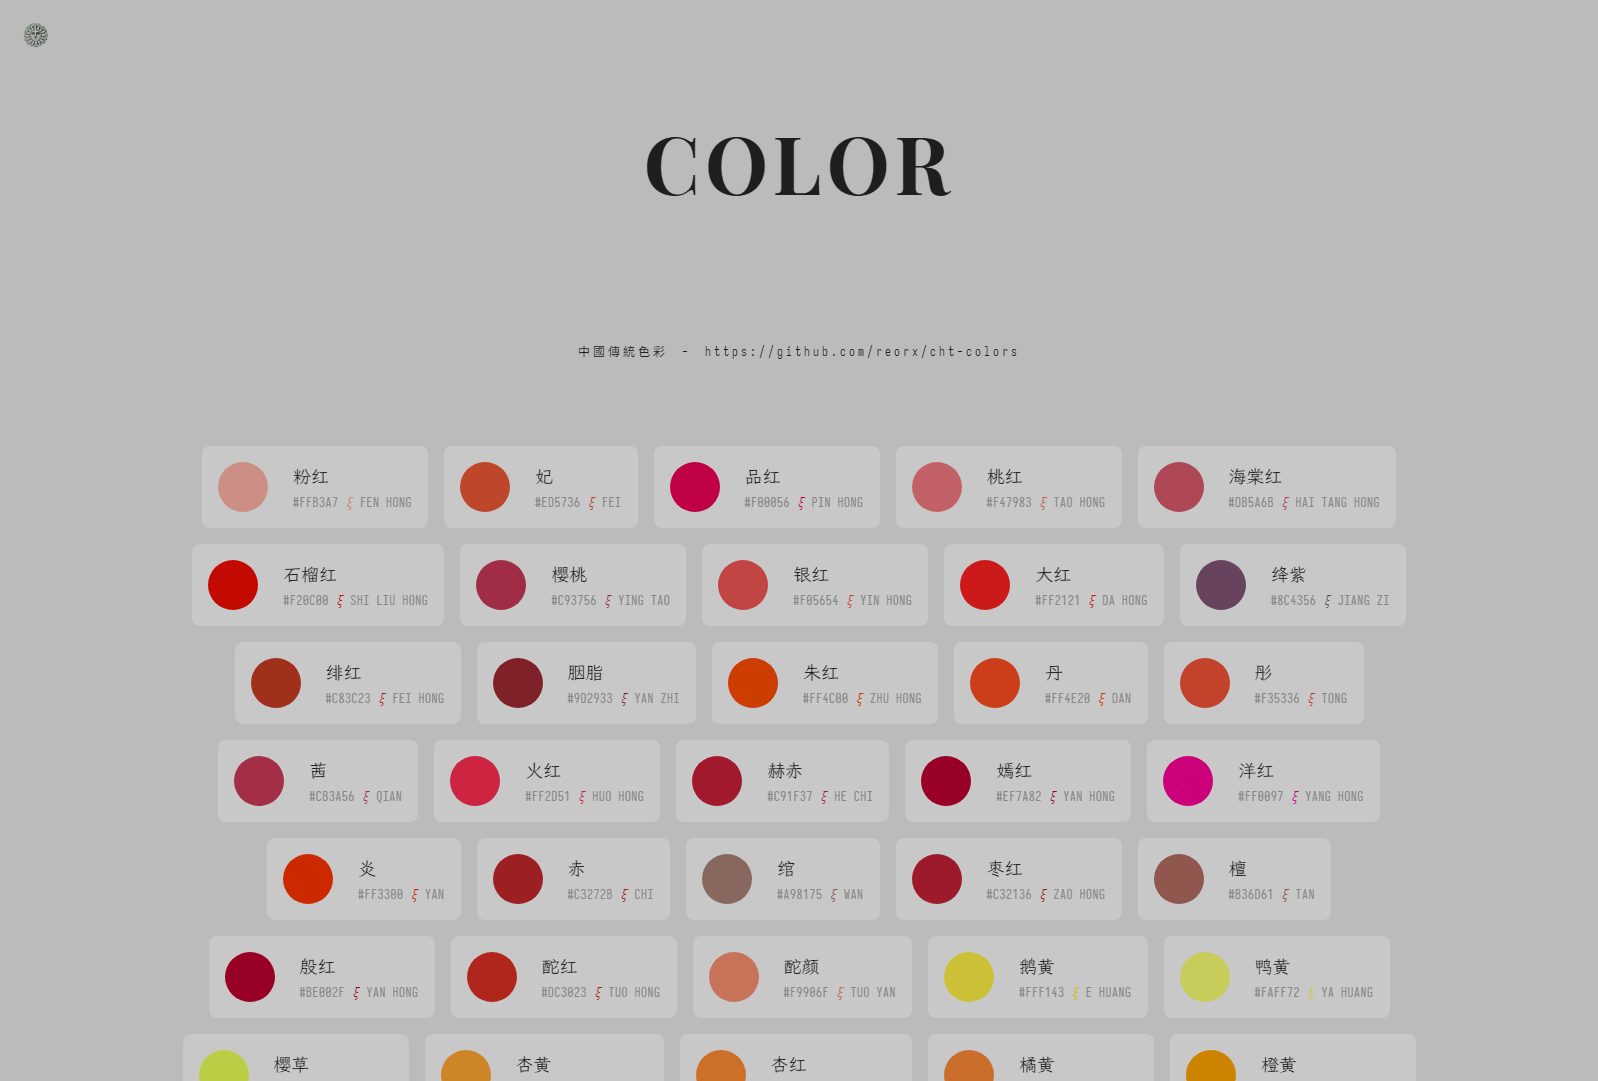 COLOR
中國傳統色彩 - https://github.com/reorx/cht-colors
粉红
#FFB3A7 ξ FEN HONG
妃
#ED5736 ξ FEI
品红
#F00056 ξ PIN HONG
桃红
#F47983 ξ TAO HONG
海棠红
#DB5A6B ξ HAI TANG HONG
石榴红
#F20C00 ξ SHI LIU HONG
樱桃
#C93756 ξ YING TAO
银红
#F05654 ξ YIN HONG
大红
#FF2121 ξ DA HONG
绛紫
#8C4356 ξ JIANG ZI
绯红
#C83C23 ξ FEI HONG
胭脂
#9D2933 ξ YAN ZHI
朱红
#FF4C00 ξ ZHU HONG
丹
#FF4E20 ξ DAN
彤
#F35336 ξ TONG
茜
#CB3A56 ξ QIAN
火红
#FF2D51 ξ HUO HONG
赫赤
#C91F37 ξ HE CHI
嫣红
#EF7A82 ξ YAN HONG
洋红
#FF0097 ξ YANG HONG
炎
#FF3300 ξ YAN
赤
#C3272B ξ CHI
绾
#A98175 ξ WAN
枣红
#C32136 ξ ZAO HONG
檀
#B36D61 ξ TAN
殷红
#BE002F ξ YAN HONG
酡红
#DC3023 ξ TUO HONG
酡颜
#F9906F ξ TUO YAN
鹅黄
#FFF143 ξ E HUANG
鸭黄
#FAFF72 ξ YA HUANG
樱草
杏黄
杏红
橘黄
橙黄